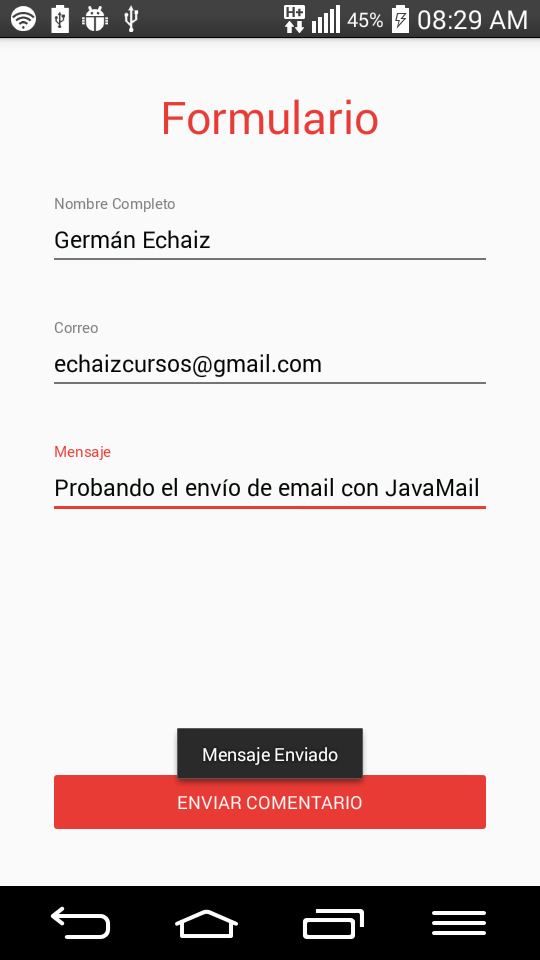 H+ 45% 08:29 AM
Formulario
Nombre Completo
Germán Echaiz
Correo
echaizcursos@gmail.com
Mensaje
Probando el envío de email con JavaMail
Mensaje Enviado
ENVIAR COMENTARIO